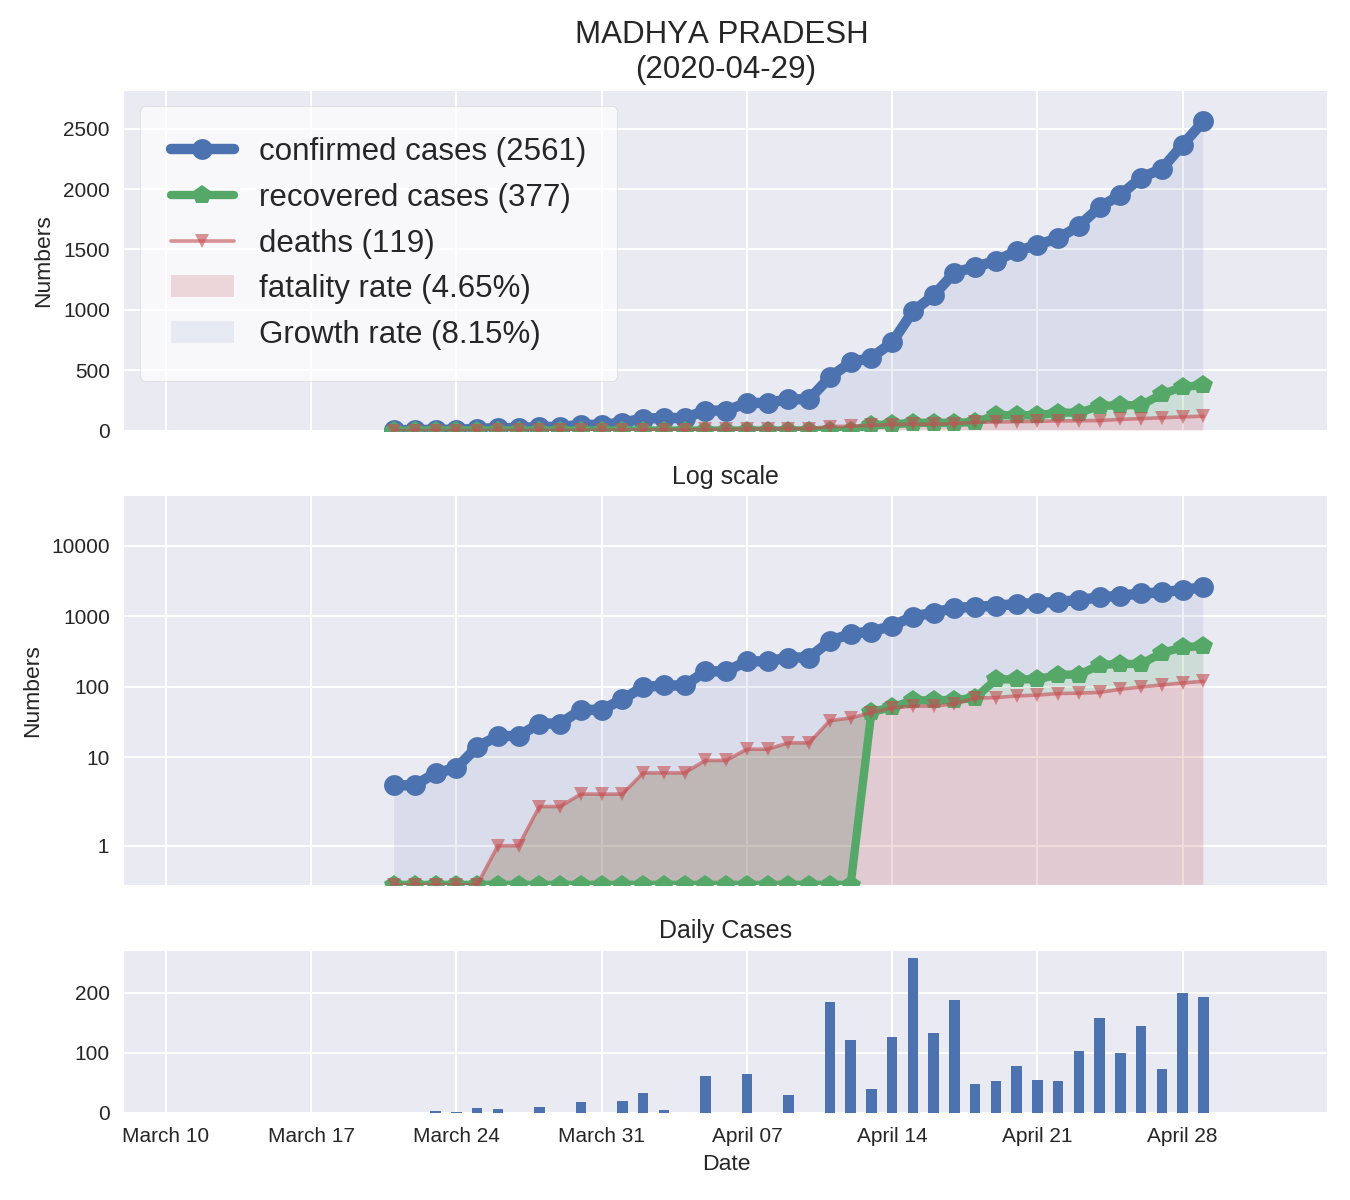 MADHYA PRADESH
(2020-04-29)
Numbers
2500
2000
1500
1000
500
0
confirmed cases (2561)
recovered cases (377)
deaths (119)
fatality rate (4.65%)
Growth rate (8.15%)
Log scale
Numbers
10000
1000
100
10
1
Daily Cases
200
100
0
March 10 March 17 March 24 March 31 April 07 April 14 April 21 April 28
Date